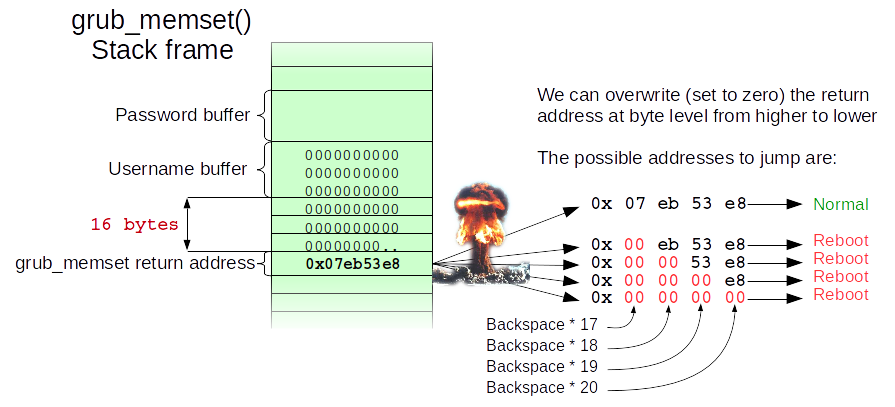 grub_memset()
Stack frame
Password buffer
Username buffer
0000000000
0000000000
0000000000
0000000000
0000000000
00000000..
16 bytes
grub_memset return address
0x07eb53e8
We can overwrite (set to zero) the return
address at byte level from higher to lower
The possible addresses to jump are:
0x 07 eb 53 e8 Normal
0x 00 eb 53 e8 Reboot
0x 00 00 53 e8 Reboot
0x 00 00 00 e8 Reboot
0x 00 00 00 00 Reboot
Backspace * 17
Backspace * 18
Backspace * 19
Backspace * 20